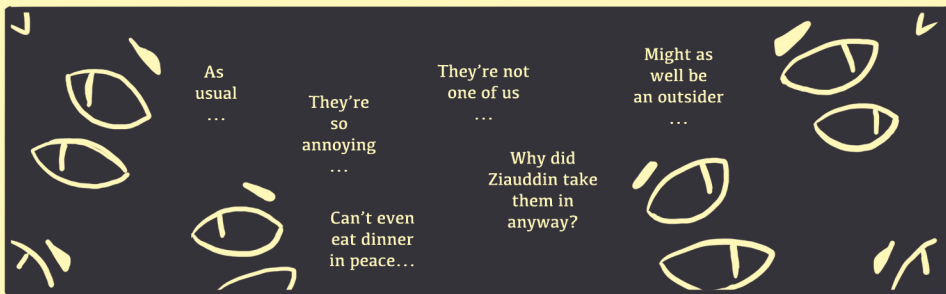 As
usual
...
They're
so
annoying
...
Can't even
eat dinner
in peace...
They're not
one of us
...
Why did
Ziauddin take
them in
anyway?
Might as
well be
an outsider
...